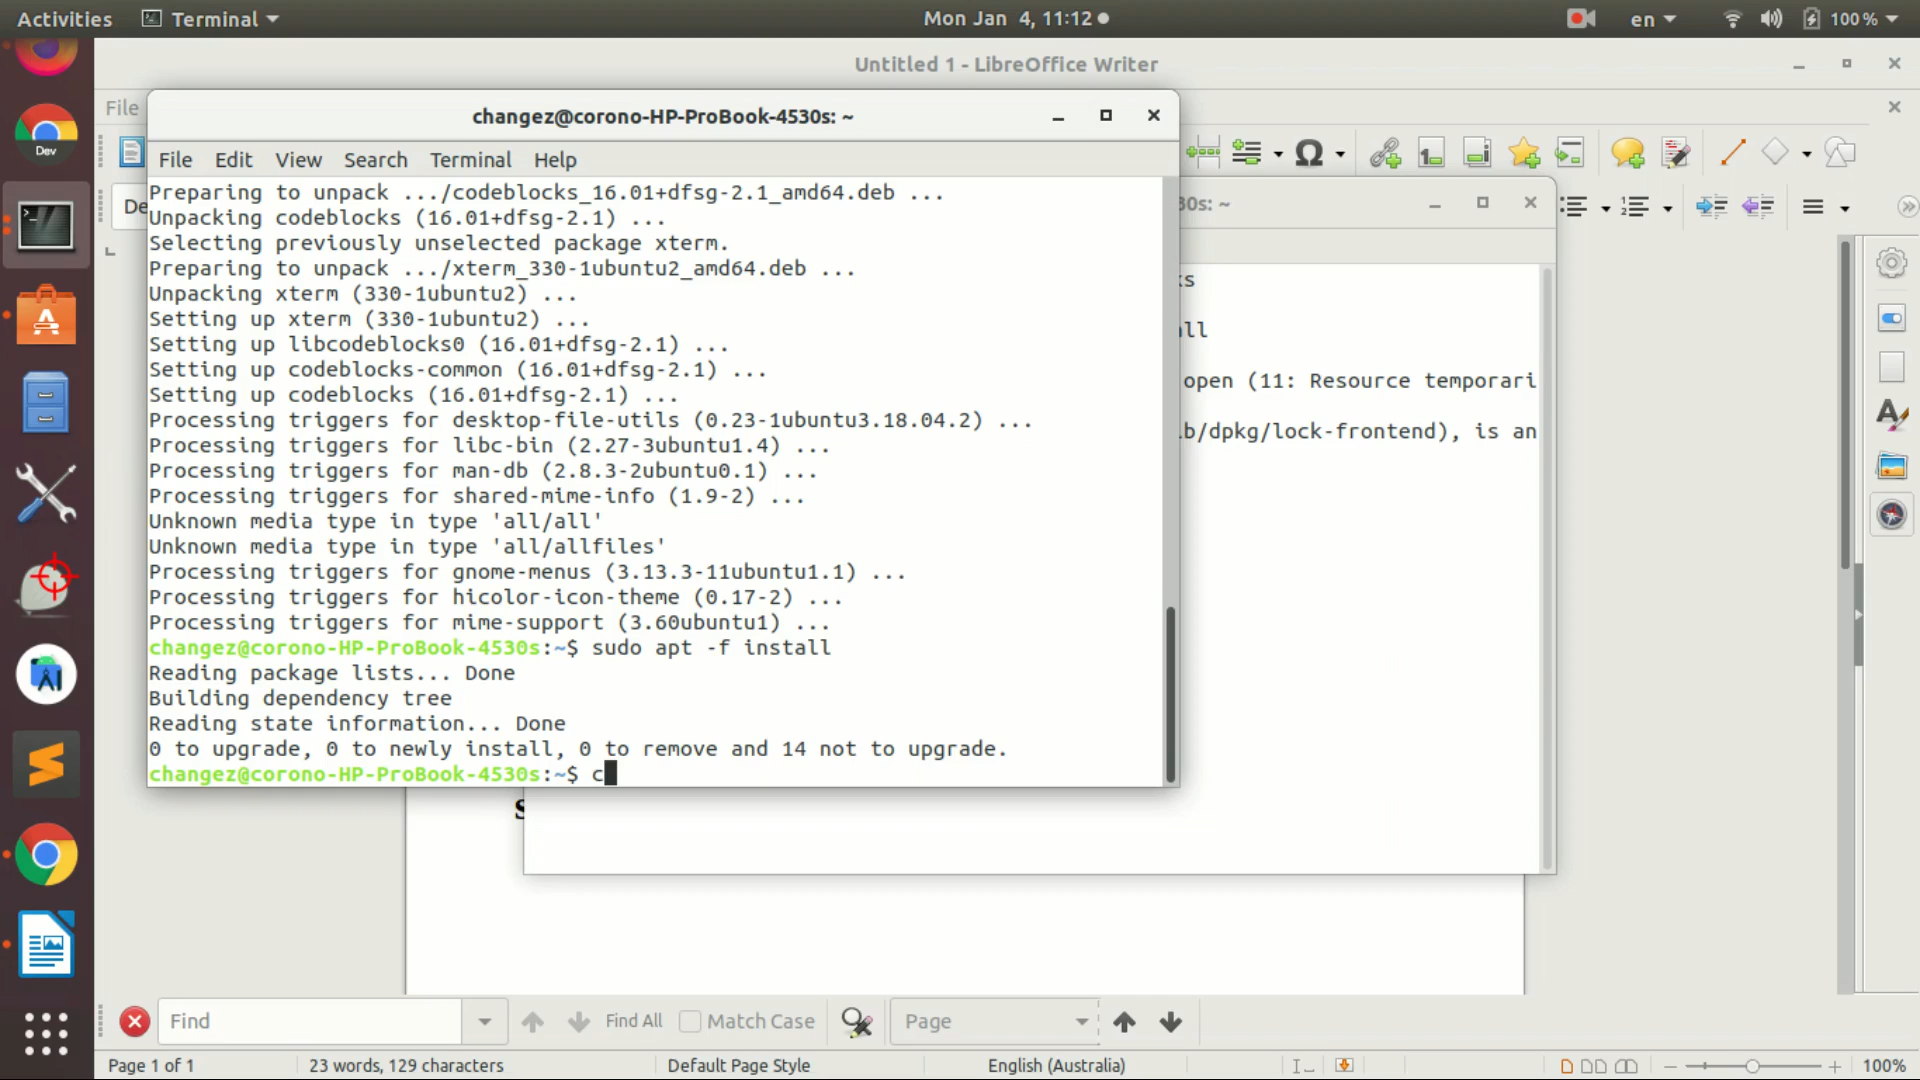 Activities
Terminal
Mon Jan 4, 11:12
en
100 %
Untitled 1 - LibreOffice Writer
Dev
File
changez@corono-HP-ProBook-4530s: ~
File Edit View Search Terminal Help
De
30s: ~
Preparing to unpack .../codeblocks_16.01+dfsg-2.1_amd64.deb ...
Unpacking codeblocks (16.01+dfsg-2.1) ...
Selecting previously unselected package xterm.
Preparing to unpack .../xterm_330-1ubuntu2_amd64.deb ...
Unpacking xterm (330-1ubuntu2) ...
Setting up xterm (330-1ubuntu2) ...
Setting up libcodeblocks0 (16.01+dfsg-2.1) ...
Setting up codeblocks-common (16.01+dfsg-2.1) ...
Setting up codeblocks (16.01+dfsg-2.1) ...
Processing triggers for desktop-file-utils (0.23-1ubuntu3.18.04.2) ...
Processing triggers for libc-bin (2.27-3ubuntu1.4) ...
Processing triggers for man-db (2.8.3-2ubuntu0.1) ...
Processing triggers for shared-mime-info (1.9-2) ...
Unknown media type in type 'all/all'
Unknown media type in type 'all/allfiles'
Processing triggers for gnome-menus (3.13.3-11ubuntu1.1) ...
Processing triggers for hicolor-icon-theme (0.17-2) ...
Processing triggers for mime-support (3.60ubuntu1) ...
changez@corono-HP-ProBook-4530s:~$ sudo apt -f install
Reading package lists... Done
Building dependency tree
Reading state information... Done
0 to upgrade, 0 to newly install, 0 to remove and 14 not to upgrade.
changez@corono-HP-ProBook-4530s:~$ c
ks
all
open (11: Resource temporari
b/dpkg/lock-frontend), is an
S
Find
Find All
Match Case
Page
Page 1 of 1
23 words, 129 characters
Default Page Style
English (Australia)
100%